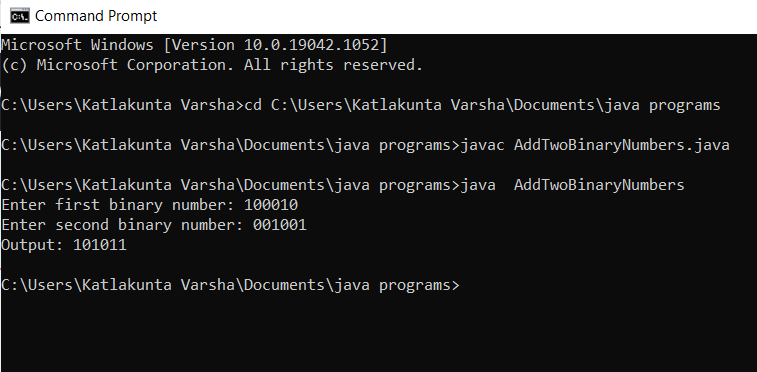 Command Prompt
Microsoft Windows [Version 10.0.19042.1052]
(c) Microsoft Corporation. All rights reserved.
C:\Users\Katlakunta Varsha>cd C:\Users\Katlakunta Varsha\Documents\java programs
C:\Users\Katlakunta Varsha\Documents\java programs>javac AddTwoBinaryNumbers.java
C:\Users\Katlakunta Varsha\Documents\java programs>java  AddTwoBinaryNumbers
Enter first binary number: 100010
Enter second binary number: 001001
Output: 101011
C:\Users\Katlakunta Varsha\Documents\java programs>